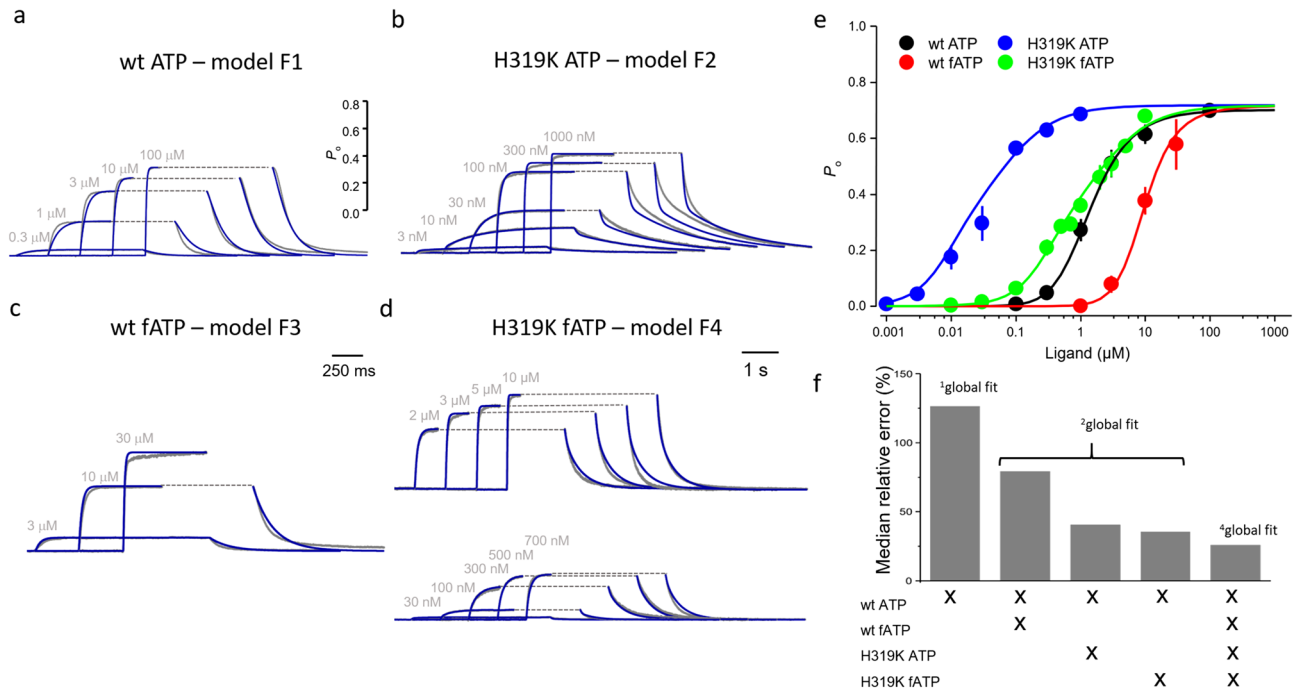 a
wt ATP – model F1
0.8
0.6
0.4
0.2
0.0
Po
100 μM
10 μM
3 μM
1 μM
0.3 μM
b
H319K ATP – model F2
1000 nM
300 nM
100 nM
30 nM
10 nM
3 nM
c
wt fATP – model F3
250 ms
30 μM
10 μM
3 μM
d
H319K fATP – model F4
1 s
10 μM
5 μM
3 μM
2 μM
700 nM
500 nM
300 nM
100 nM
30 nM
e
wt ATP
H319K ATP
wt fATP
H319K fATP
1.0
0.8
0.6
0.4
0.2
0.0
Po
0.001 0.01 0.1 1 10 100 1000
Ligand (μM)
f
150
100
50
0
Median relative error (%)
1global fit
2global fit
4global fit
wt ATP X X X X X
wt fATP X X
H319K ATP X X
H319K fATP X X